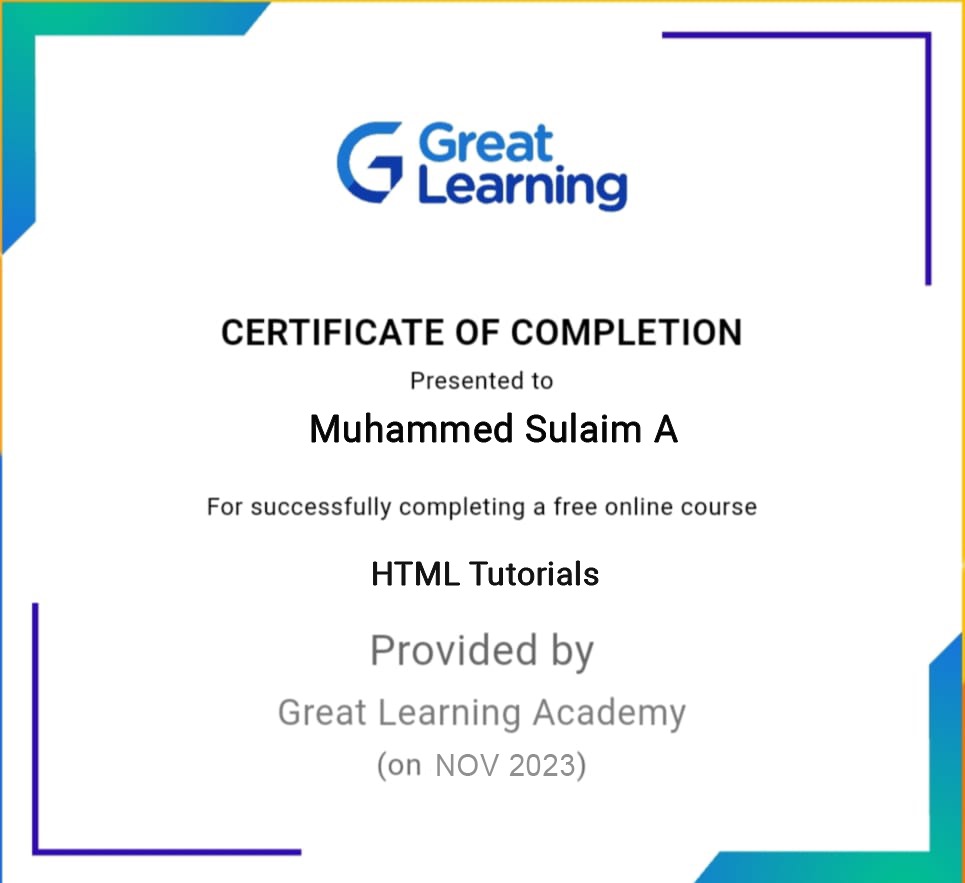 Great
Learning
CERTIFICATE OF COMPLETION
Presented to
Muhammed Sulaim A
For successfully completing a free online course
HTML Tutorials
Provided by
Great Learning Academy
(on NOV 2023)